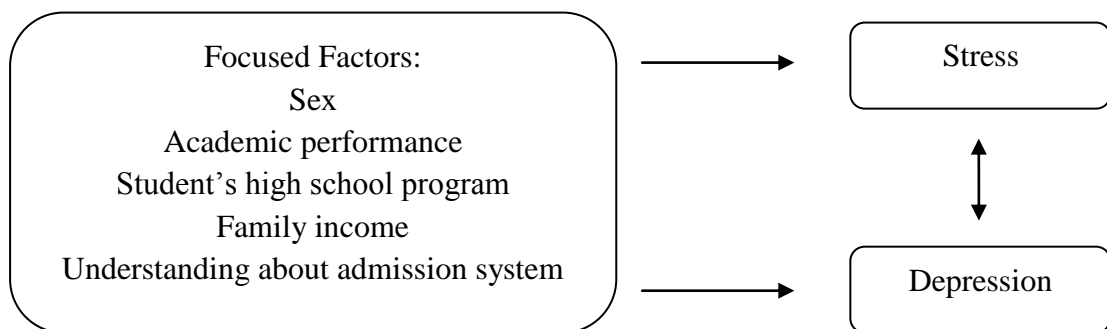 Focused Factors:
Sex
Academic performance
Student’s high school program
Family income
Understanding about admission system
Stress
Depression